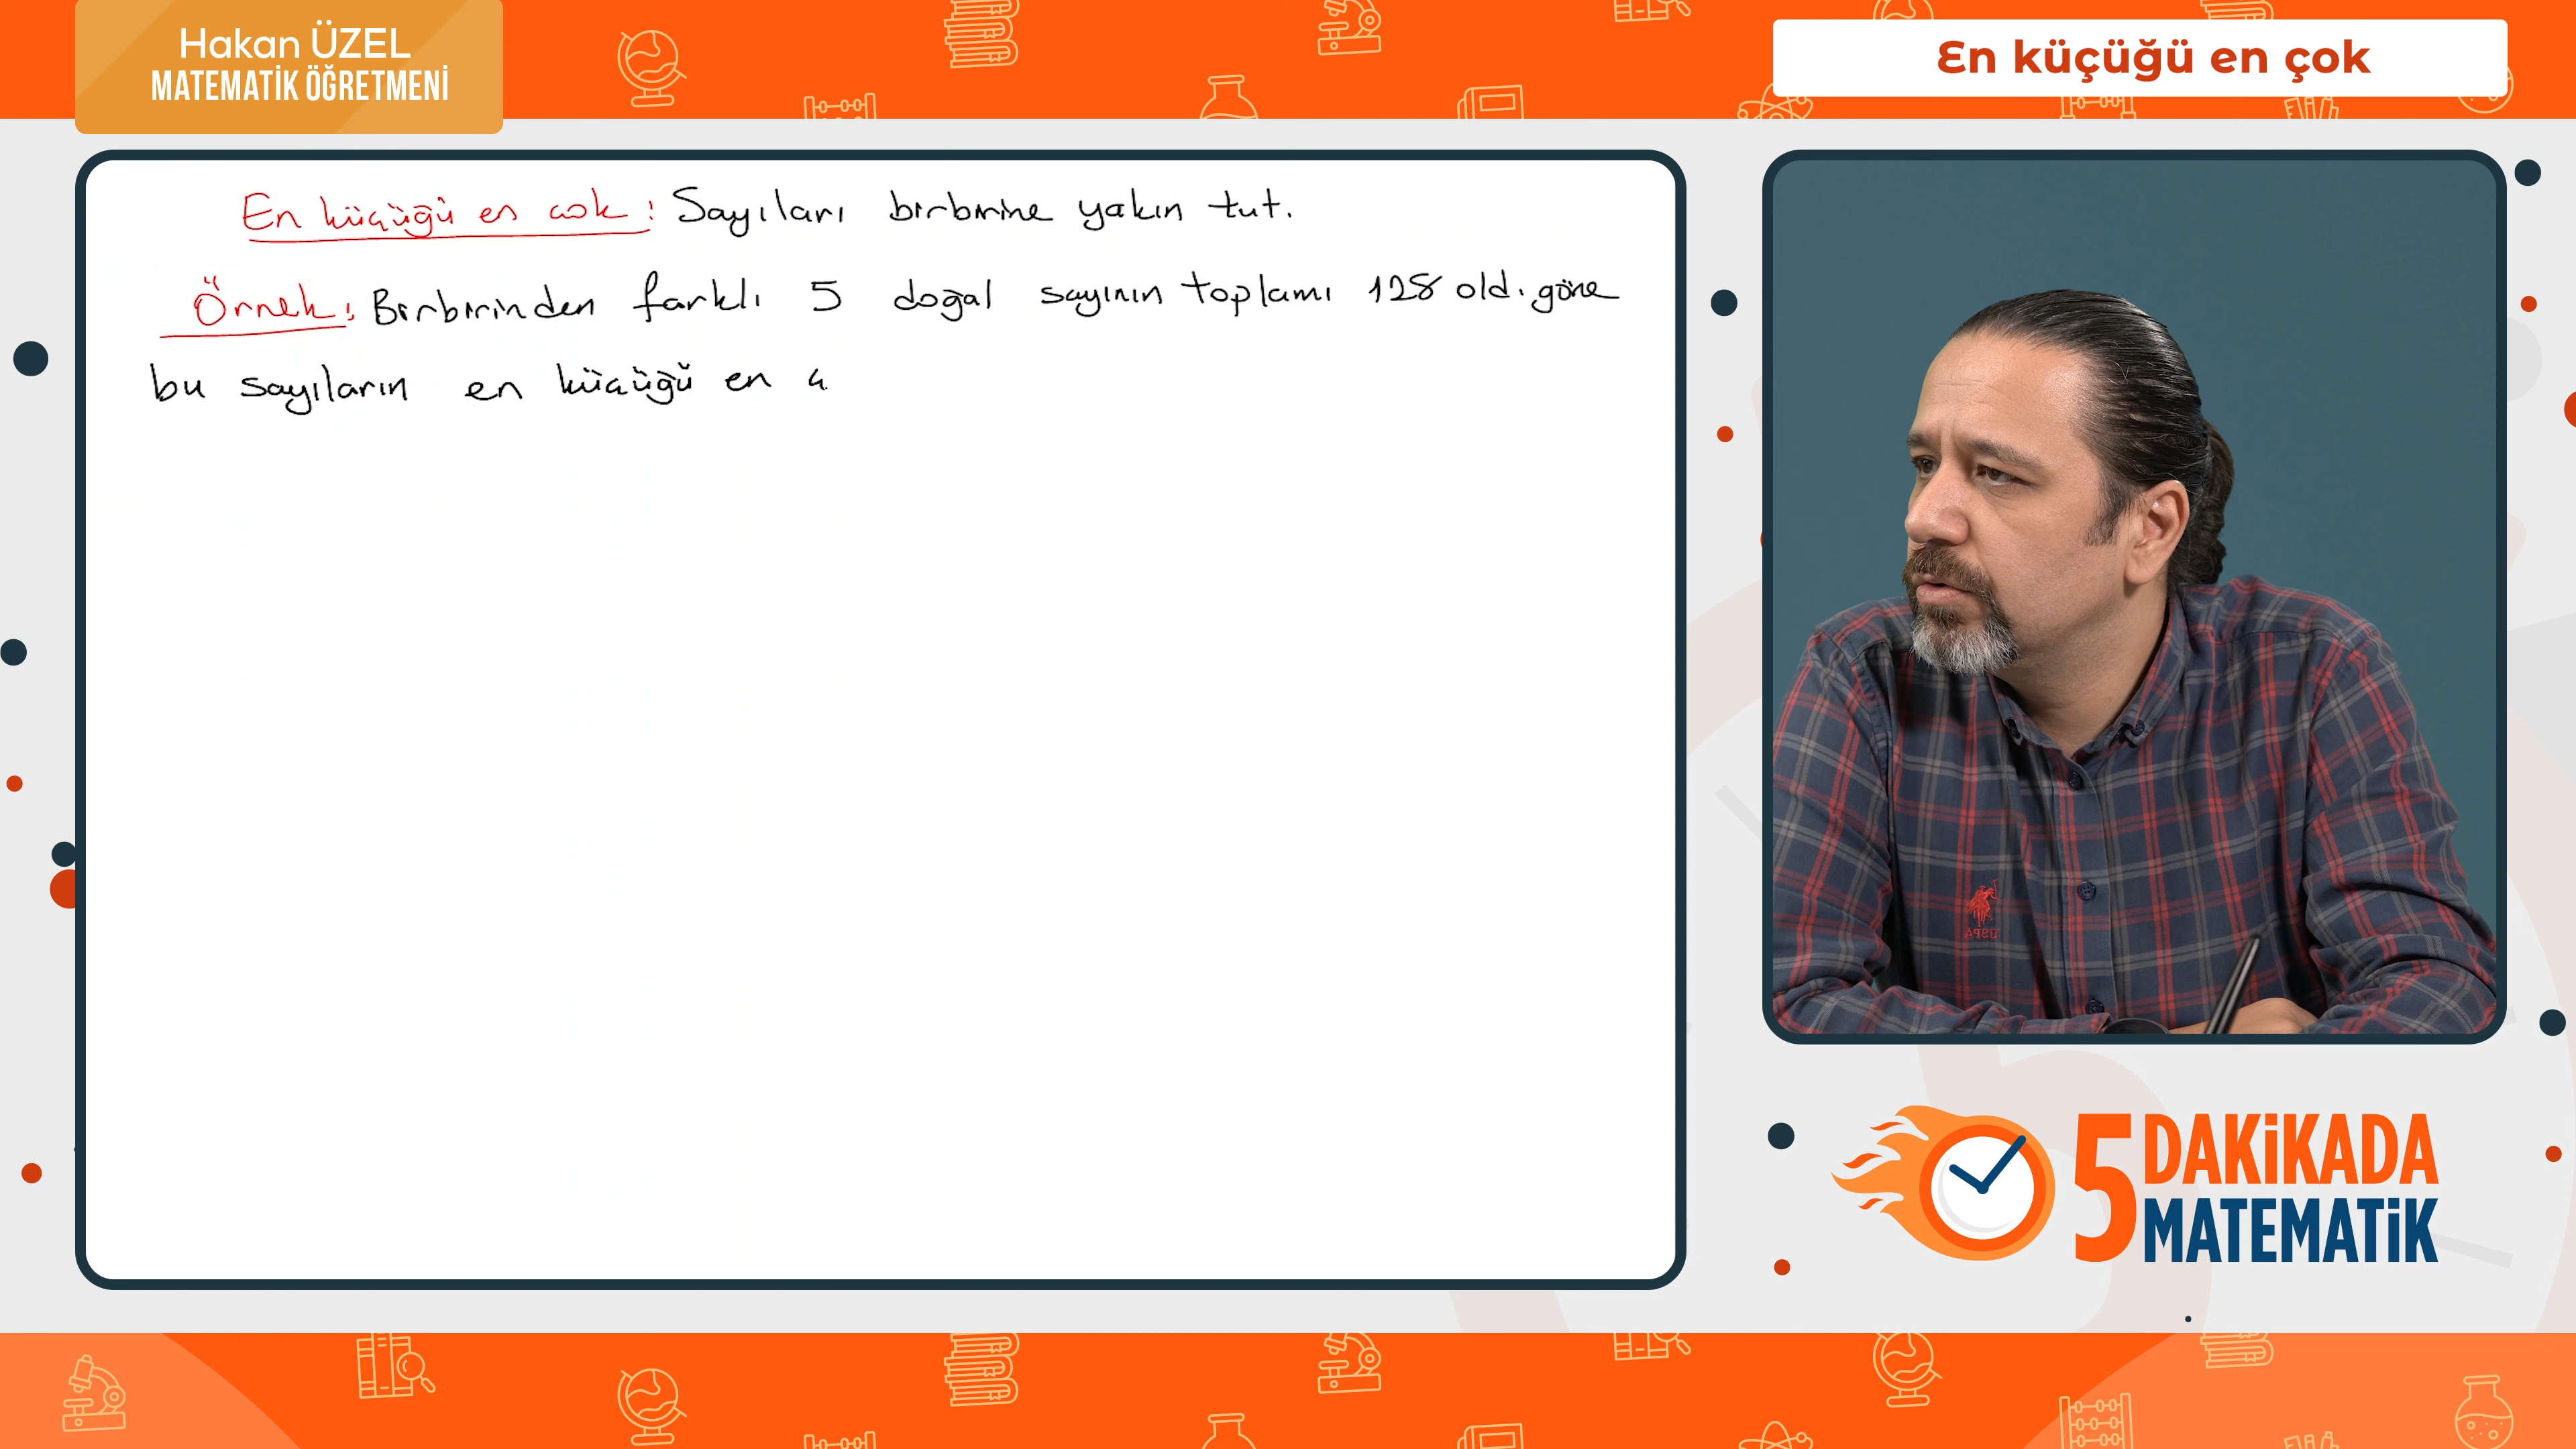 Hakan ÜZEL
MATEMATİK ÖĞRETMENİ
En küçüğü en çok
En küçüğü en çok: Sayıları birbirine yakın tut.
Örnek: Birbirinden farklı 5 doğal sayının toplamı 128 old. göre
bu sayıların en küçüğü en ç
USPA
5 DAKİKADA
MATEMATİK